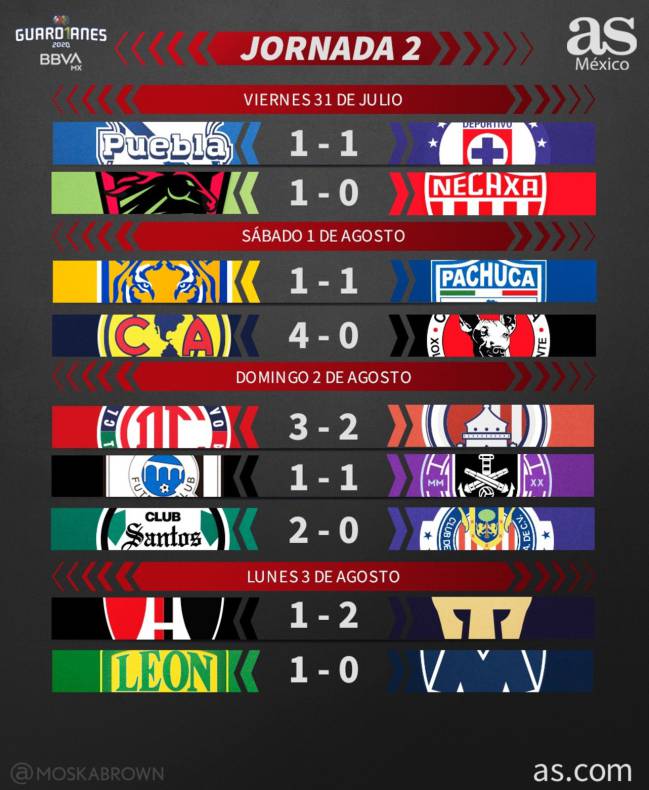 GUARD1ANES
2020
BBVA
MX
JORNADA 2
as
México
VIERNES 31 DE JULIO
Puebla
1 - 1
DEPORTIVO
1 - 0
NECAXA
SÁBADO 1 DE AGOSTO
1 - 1
PACHUCA
C A
4 - 0
DOMINGO 2 DE AGOSTO
3 - 2
1 - 1
MM XX
CLUB
Santos
2 - 0
LUNES 3 DE AGOSTO
1 - 2
LEON
1 - 0
@MOSKABROWN
as.com